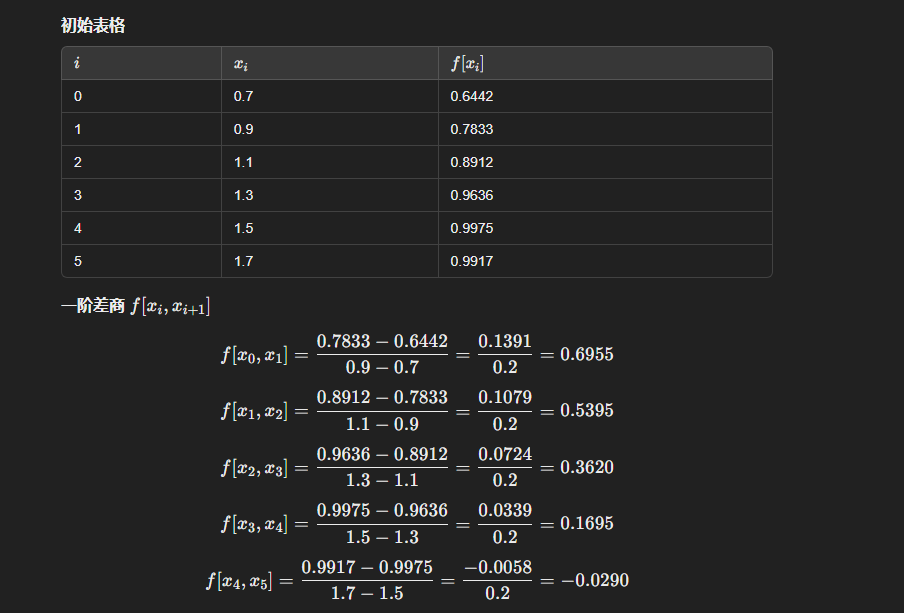 初始表格
i x_i f[x_i]
0 0.7 0.6442
1 0.9 0.7833
2 1.1 0.8912
3 1.3 0.9636
4 1.5 0.9975
5 1.7 0.9917
一阶差商 f[x_i, x_{i+1}]
f[x_0, x_1] = \frac{0.7833 − 0.6442}{0.9 − 0.7} = \frac{0.1391}{0.2} = 0.6955
f[x_1, x_2] = \frac{0.8912 − 0.7833}{1.1 − 0.9} = \frac{0.1079}{0.2} = 0.5395
f[x_2, x_3] = \frac{0.9636 − 0.8912}{1.3 − 1.1} = \frac{0.0724}{0.2} = 0.3620
f[x_3, x_4] = \frac{0.9975 − 0.9636}{1.5 − 1.3} = \frac{0.0339}{0.2} = 0.1695
f[x_4, x_5] = \frac{0.9917 − 0.9975}{1.7 − 1.5} = \frac{−0.0058}{0.2} = −0.0290